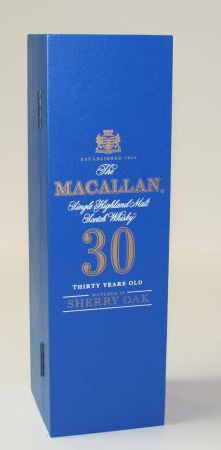 ESTABLISHED 1824
The
MACALLAN®
Single Highland Malt
Scotch Whisky
30
THIRTY YEARS OLD
MATURED IN
SHERRY OAK